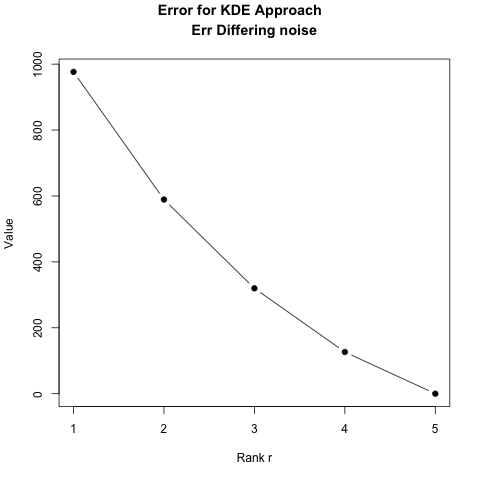 Error for KDE Approach
Err Differing noise
1000
800
600
400
200
0
Value
1 2 3 4 5
Rank r